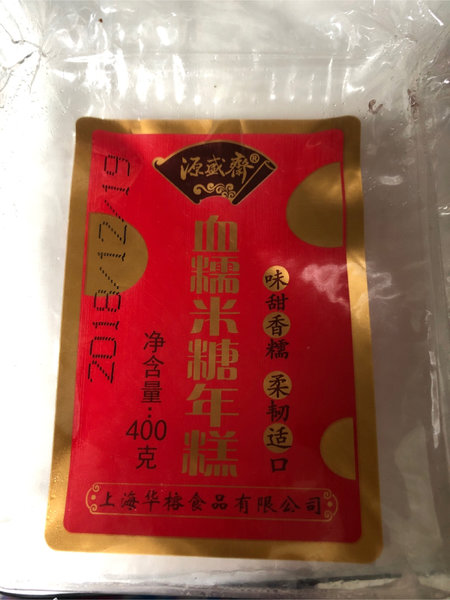 源盛斋®
血糯米糖年糕
味甜香糯 柔韧适口
净含量:400克
2018/12/19
上海华榕食品有限公司